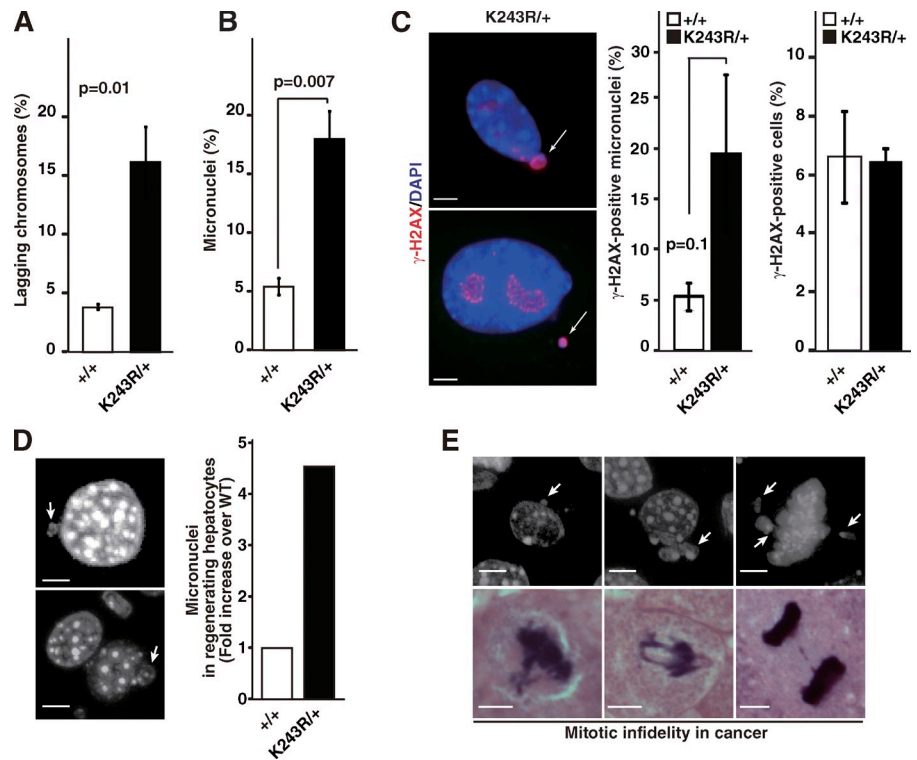 A
Lagging chromosomes (%)
20
15
10
5
0
p=0.01
+/+
K243R/+
B
Micronuclei (%)
20
15
10
5
0
p=0.007
+/+
K243R/+
C
K243R/+
γ-H2AX/DAPI
γ-H2AX-positive micronuclei (%)
+/+
K243R/+
30
25
20
15
10
5
0
p=0.1
+/+
K243R/+
γ-H2AX-positive cells (%)
+/+
K243R/+
10
8
6
4
2
0
+/+
K243R/+
D
Micronuclei
in regenerating hepatocytes
(Fold increase over WT)
5
4
3
2
1
0
+/+
K243R/+
E
Mitotic infidelity in cancer